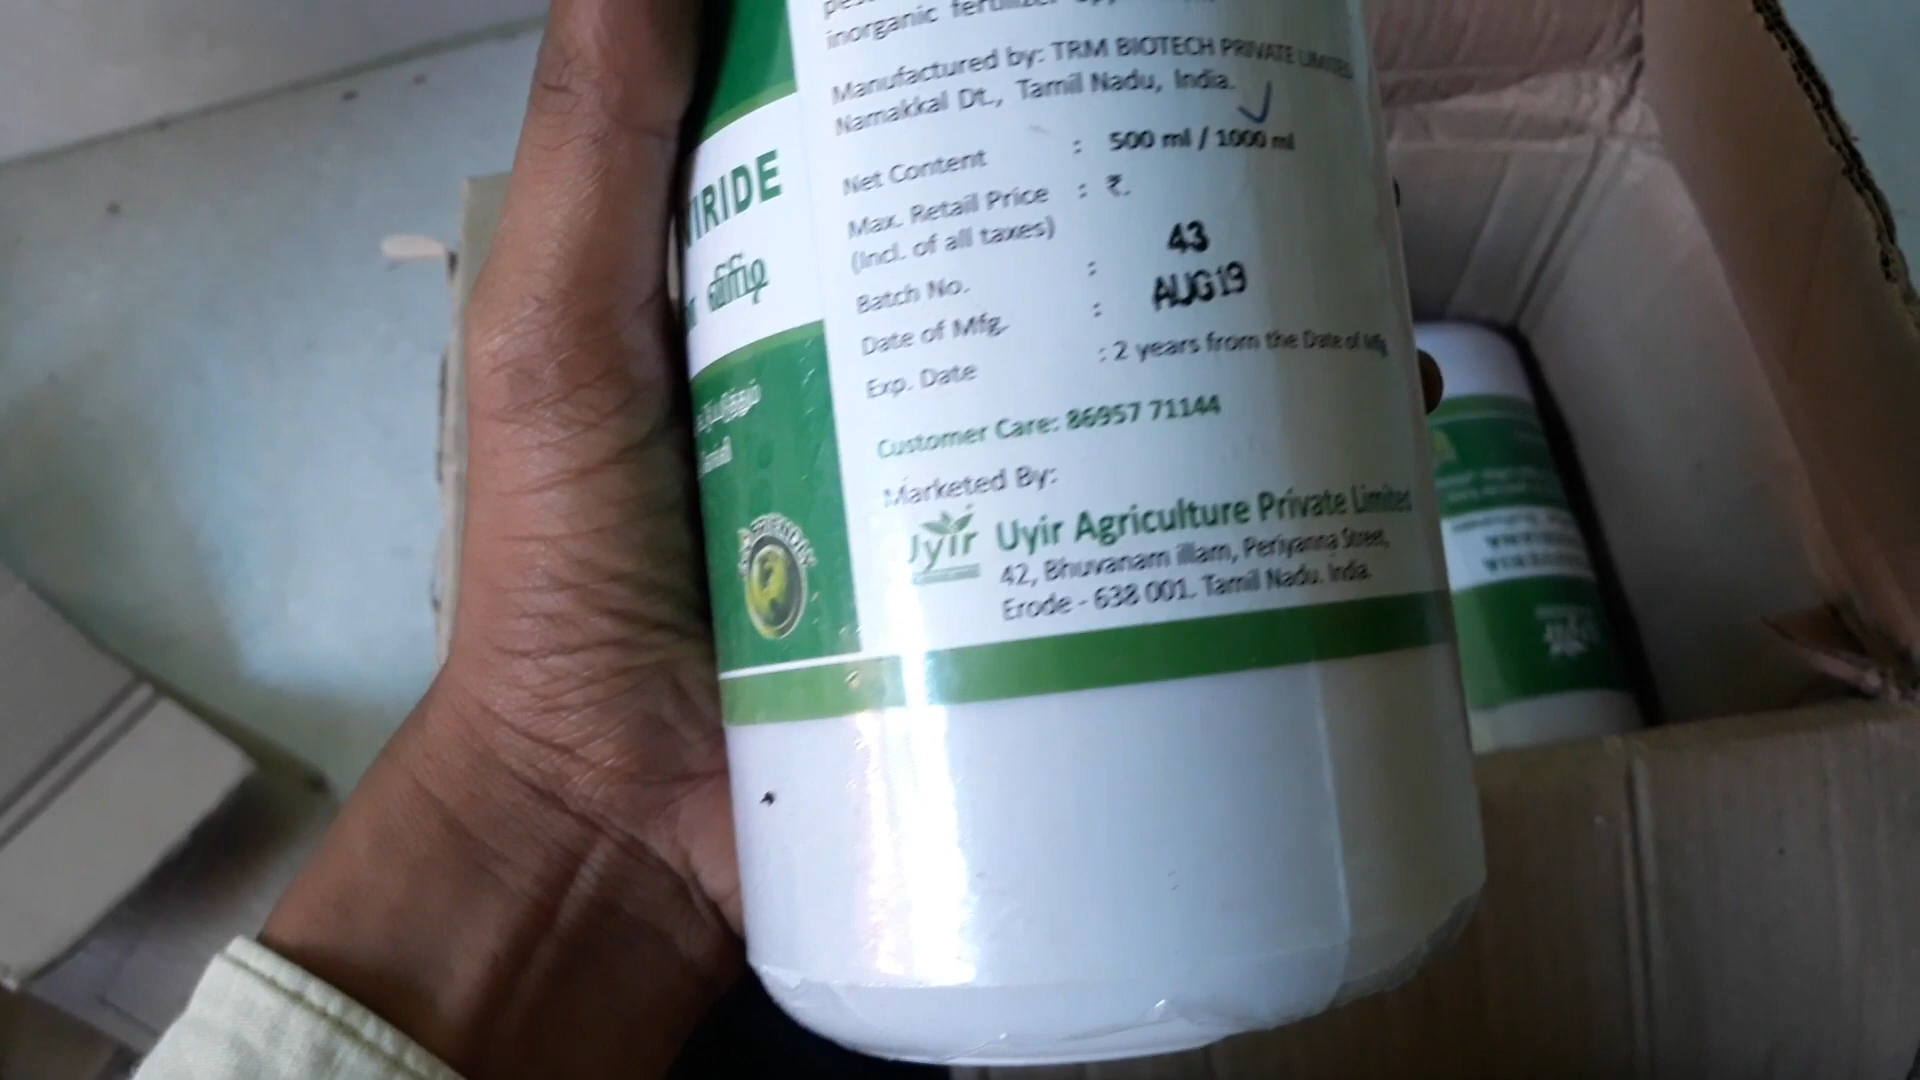 inorganic fertilizer
Manufactured by: TRM BIOTECH PRIVATE LIMITED
Namakkal Dt., Tamil Nadu, India.
Net Content : 500 ml / 1000 ml
Max. Retail Price : ₹.
(Incl. of all taxes)
Batch No. : 43
Date of Mfg. : AUG 19
Exp. Date : 2 years from the Date of Mfg.
Customer Care: 86957 71144
Marketed By:
Uyir
Uyir Agriculture Private Limited
42, Bhuvanam illam, Periyanna Street,
Erode - 638 001. Tamil Nadu. India.
VIRIDE
விரிடி